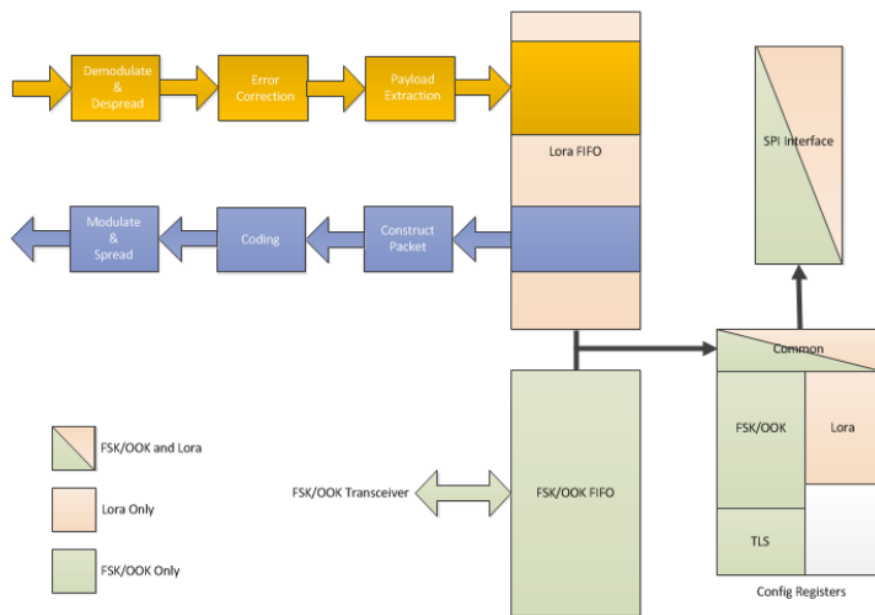 Demodulate
&
Despread
Error
Correction
Payload
Extraction
Lora FIFO
SPI Interface
Modulate
&
Spread
Coding
Construct
Packet
Common
FSK/OOK
Lora
TLS
Config Registers
FSK/OOK Transceiver
FSK/OOK FIFO
FSK/OOK and Lora
Lora Only
FSK/OOK Only